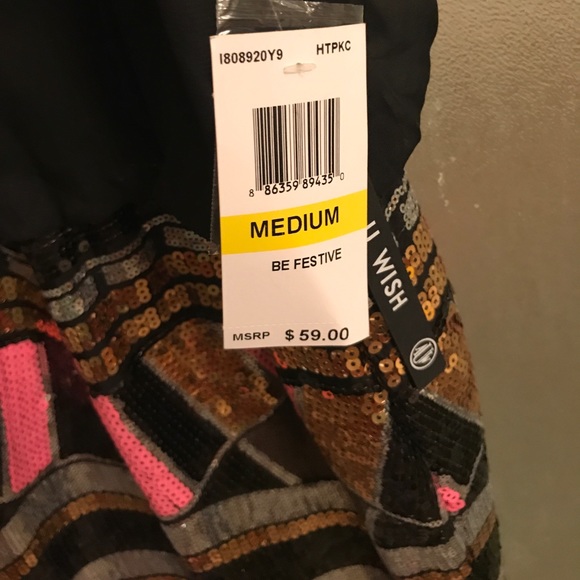 I808920Y9 HTPKC
8 86359 89435 0
MEDIUM
BE FESTIVE
MSRP $ 59.00
WISH